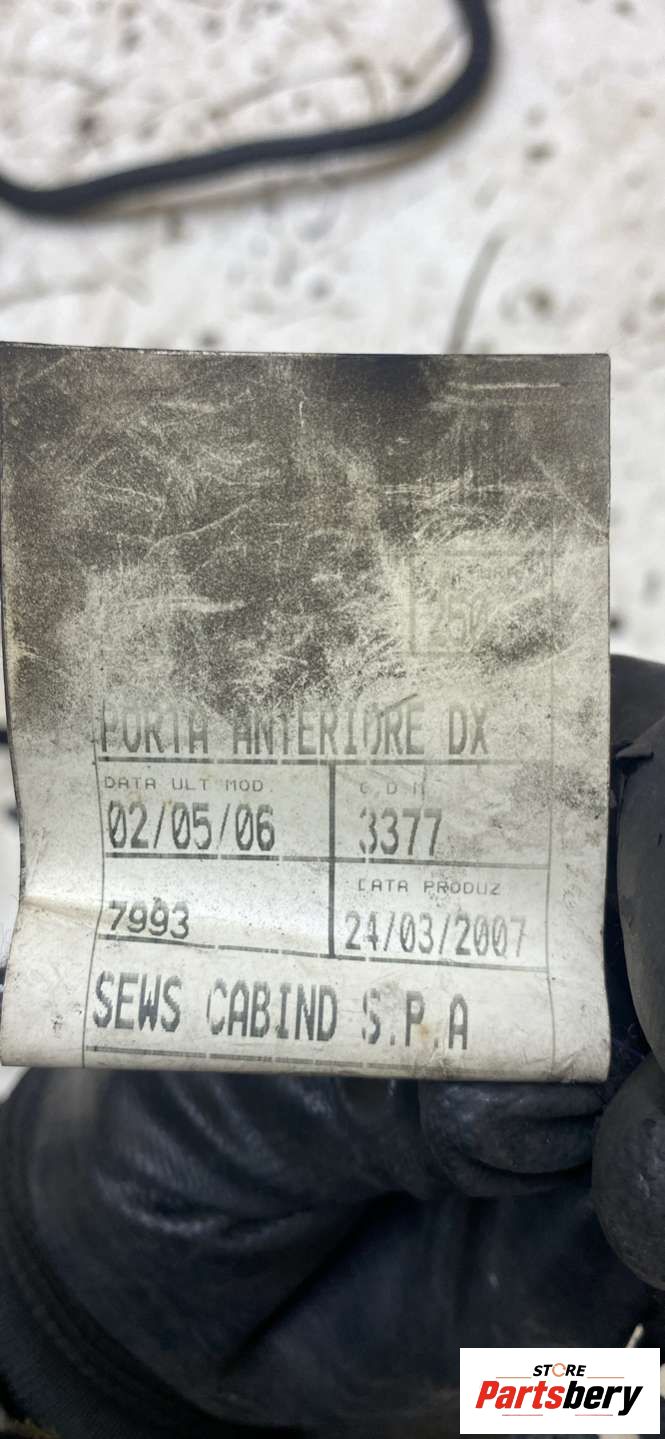 250
PORTA ANTERIORE DX
DATA ULT MOD. C.D.M
02/05/06 3377
DATA PRODUZ
7993 24/03/2007
SEWS CABIND S.P.A
STORE
Partsbery